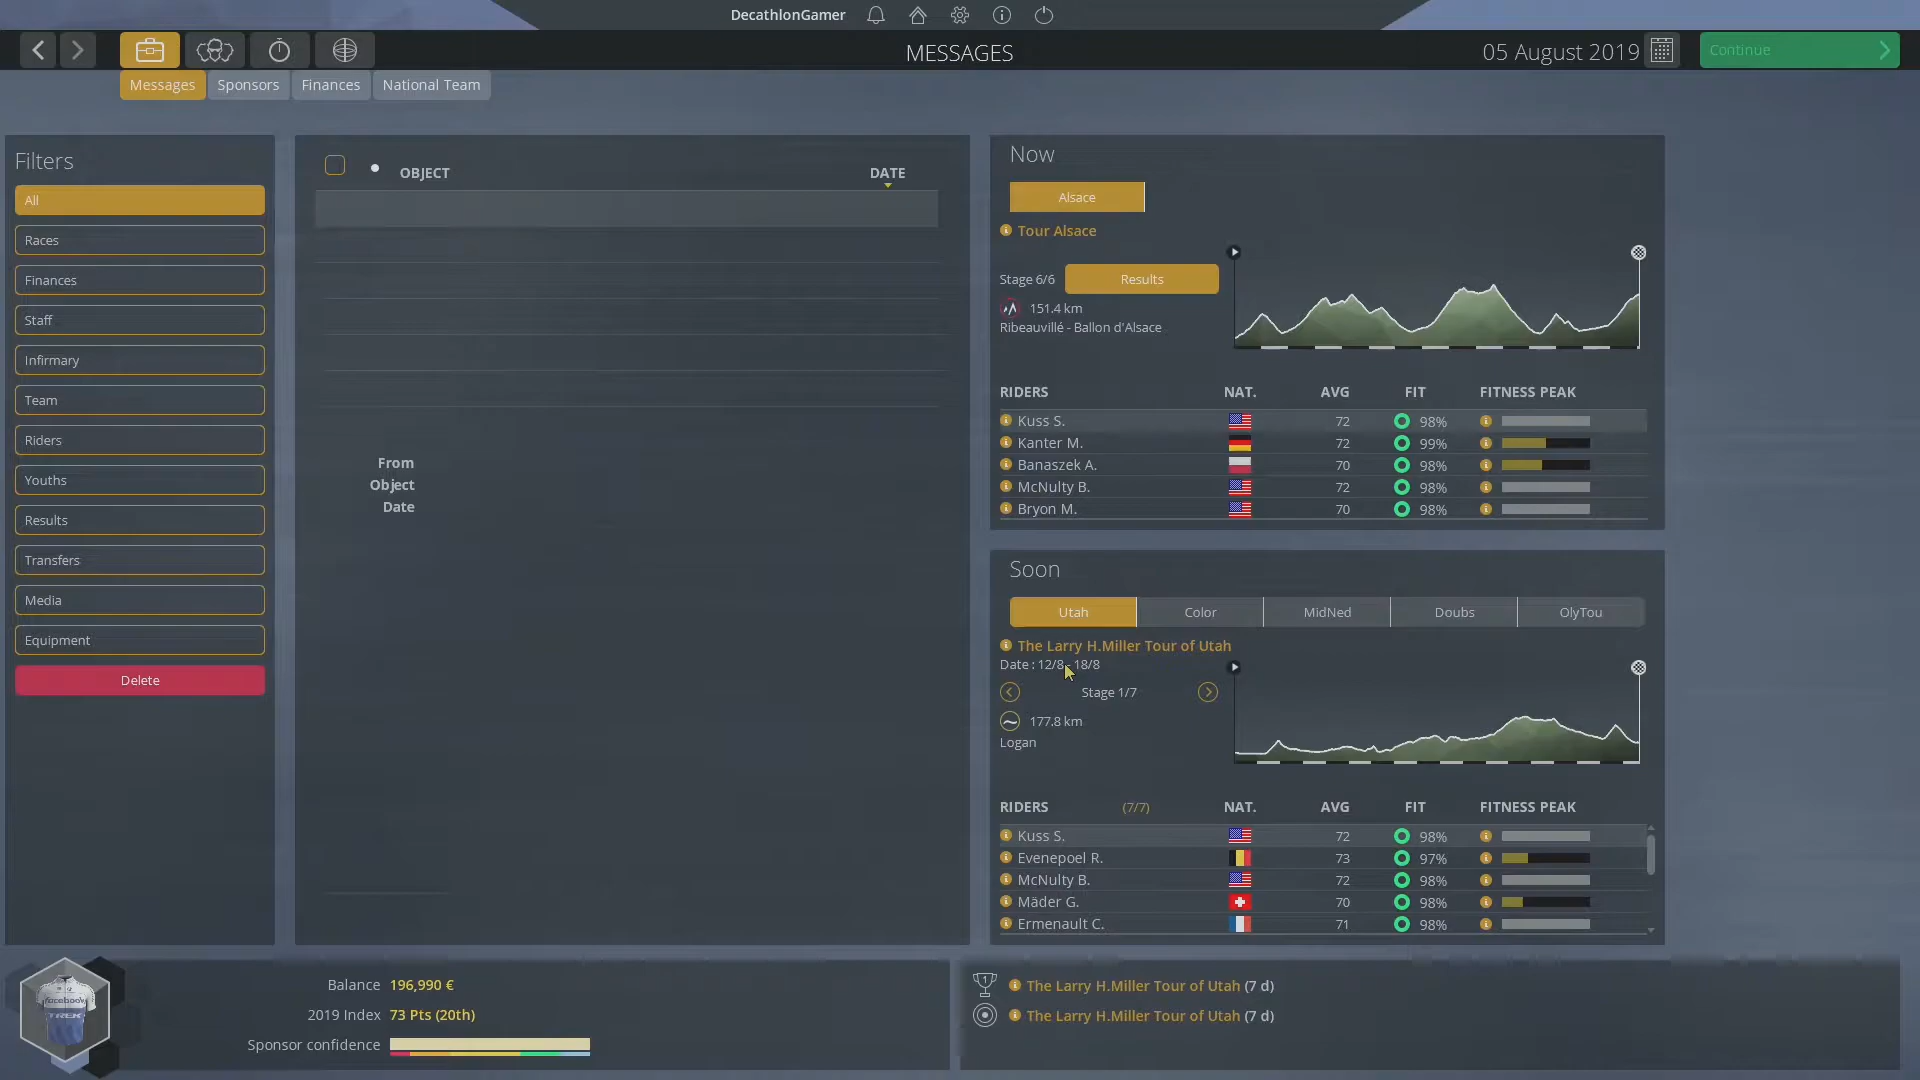 DecathlonGamer
MESSAGES
05 August 2019
Continue
Messages
Sponsors
Finances
National Team
Filters
All
Races
Finances
Staff
Infirmary
Team
Riders
Youths
Results
Transfers
Media
Equipment
Delete
OBJECT DATE
From
Object
Date
Now
Alsace
Tour Alsace
Stage 6/6 Results
151.4 km
Ribeauvillé - Ballon d'Alsace
RIDERS NAT. AVG FIT FITNESS PEAK
Kuss S. 72 98%
Kanter M. 72 99%
Banaszek A. 70 98%
McNulty B. 72 98%
Bryon M. 70 98%
Soon
Utah Color MidNed Doubs OlyTou
The Larry H.Miller Tour of Utah
Date : 12/8 - 18/8
Stage 1/7
177.8 km
Logan
RIDERS (7/7) NAT. AVG FIT FITNESS PEAK
Kuss S. 72 98%
Evenepoel R. 73 97%
McNulty B. 72 98%
Mäder G. 70 98%
Ermenault C. 71 98%
facebook
TREK
Balance 196,990 €
2019 Index 73 Pts (20th)
Sponsor confidence
The Larry H.Miller Tour of Utah (7 d)
The Larry H.Miller Tour of Utah (7 d)